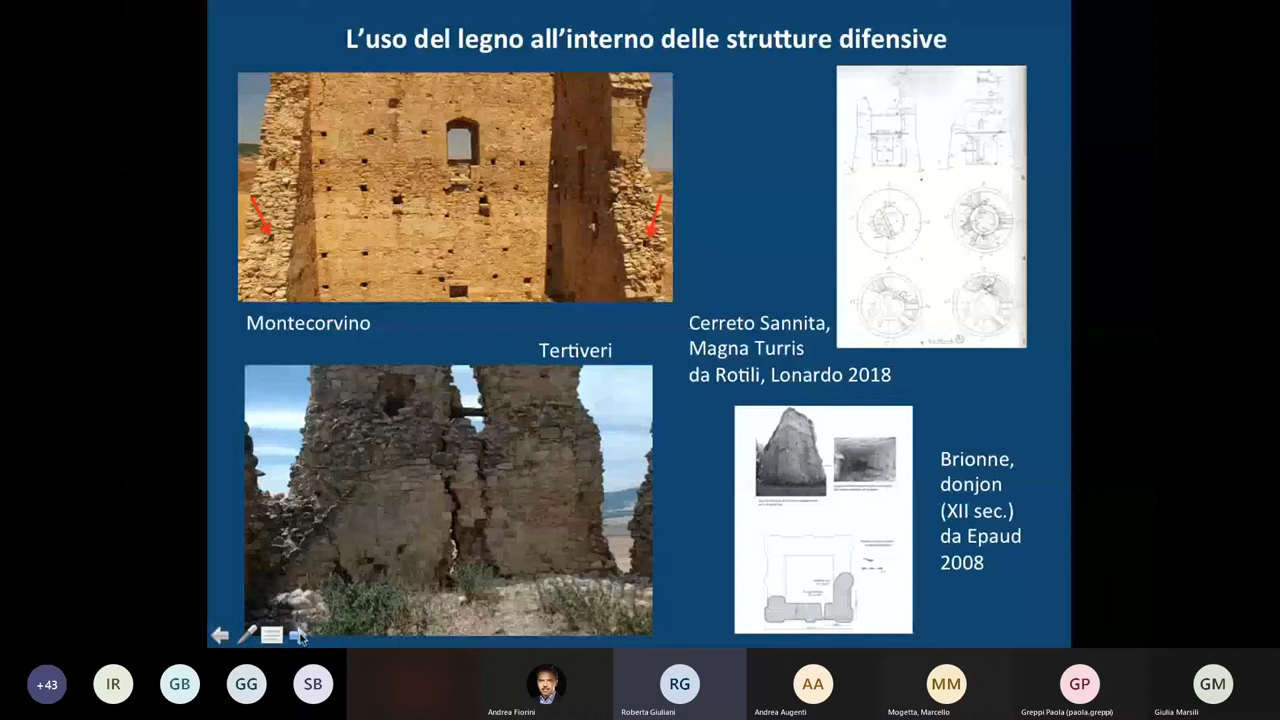 L’uso del legno all’interno delle strutture difensive
Montecorvino
Tertiveri
Cerreto Sannita,
Magna Turris
da Rotili, Lonardo 2018
Brionne,
donjon
(XII sec.)
da Epaud
2008
+43
IR
GB
GG
SB
Andrea Fiorini
RG
Roberta Giuliani
AA
Andrea Augenti
MM
Mogetta, Marcello
GP
Greppi Paola (paola.greppi)
GM
Giulia Marsili